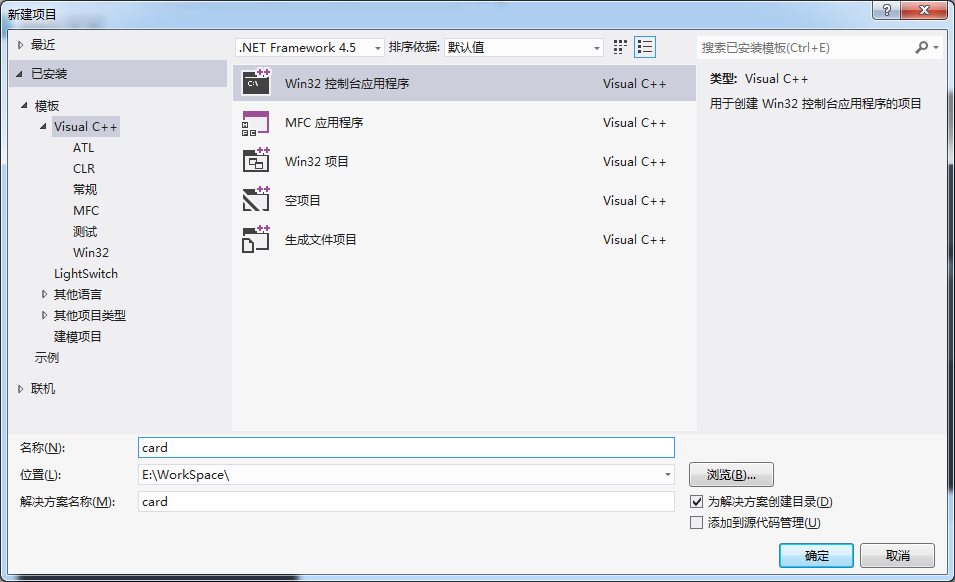 新建项目
最近
.NET Framework 4.5
排序依据:
默认值
搜索已安装模板(Ctrl+E)
已安装
模板
Visual C++
ATL
CLR
常规
MFC
测试
Win32
LightSwitch
其他语言
其他项目类型
建模项目
示例
联机
Win32 控制台应用程序 Visual C++
MFC 应用程序 Visual C++
Win32 项目 Visual C++
空项目 Visual C++
生成文件项目 Visual C++
类型: Visual C++
用于创建 Win32 控制台应用程序的项目
名称(N): card
位置(L): E:\WorkSpace\
浏览(B)...
解决方案名称(M): card
为解决方案创建目录(D)
添加到源代码管理(U)
确定
取消